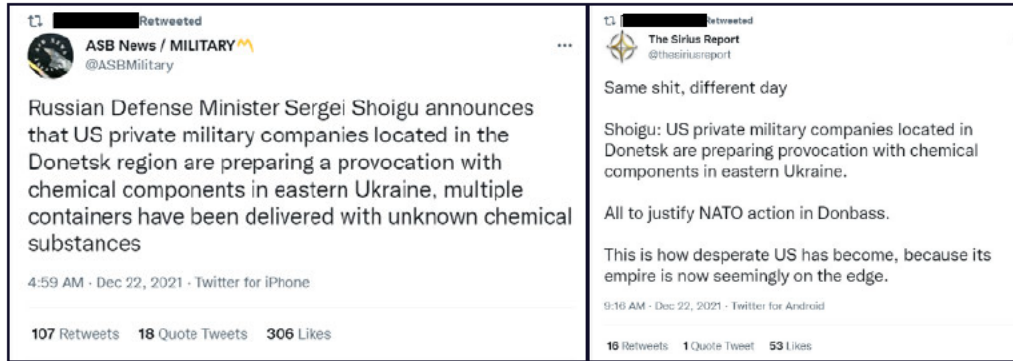 Retweeted
ASB News / MILITARY
@ASBMilitary
Russian Defense Minister Sergei Shoigu announces
that US private military companies located in the
Donetsk region are preparing a provocation with
chemical components in eastern Ukraine, multiple
containers have been delivered with unknown chemical
substances
4:59 AM · Dec 22, 2021 · Twitter for iPhone
107 Retweets 18 Quote Tweets 306 Likes
Retweeted
The Sirius Report
@thesiriusreport
Same shit, different day
Shoigu: US private military companies located in
Donetsk are preparing provocation with chemical
components in eastern Ukraine.
All to justify NATO action in Donbass.
This is how desperate US has become, because its
empire is now seemingly on the edge.
9:16 AM · Dec 22, 2021 · Twitter for Android
16 Retweets 1 Quote Tweet 53 Likes